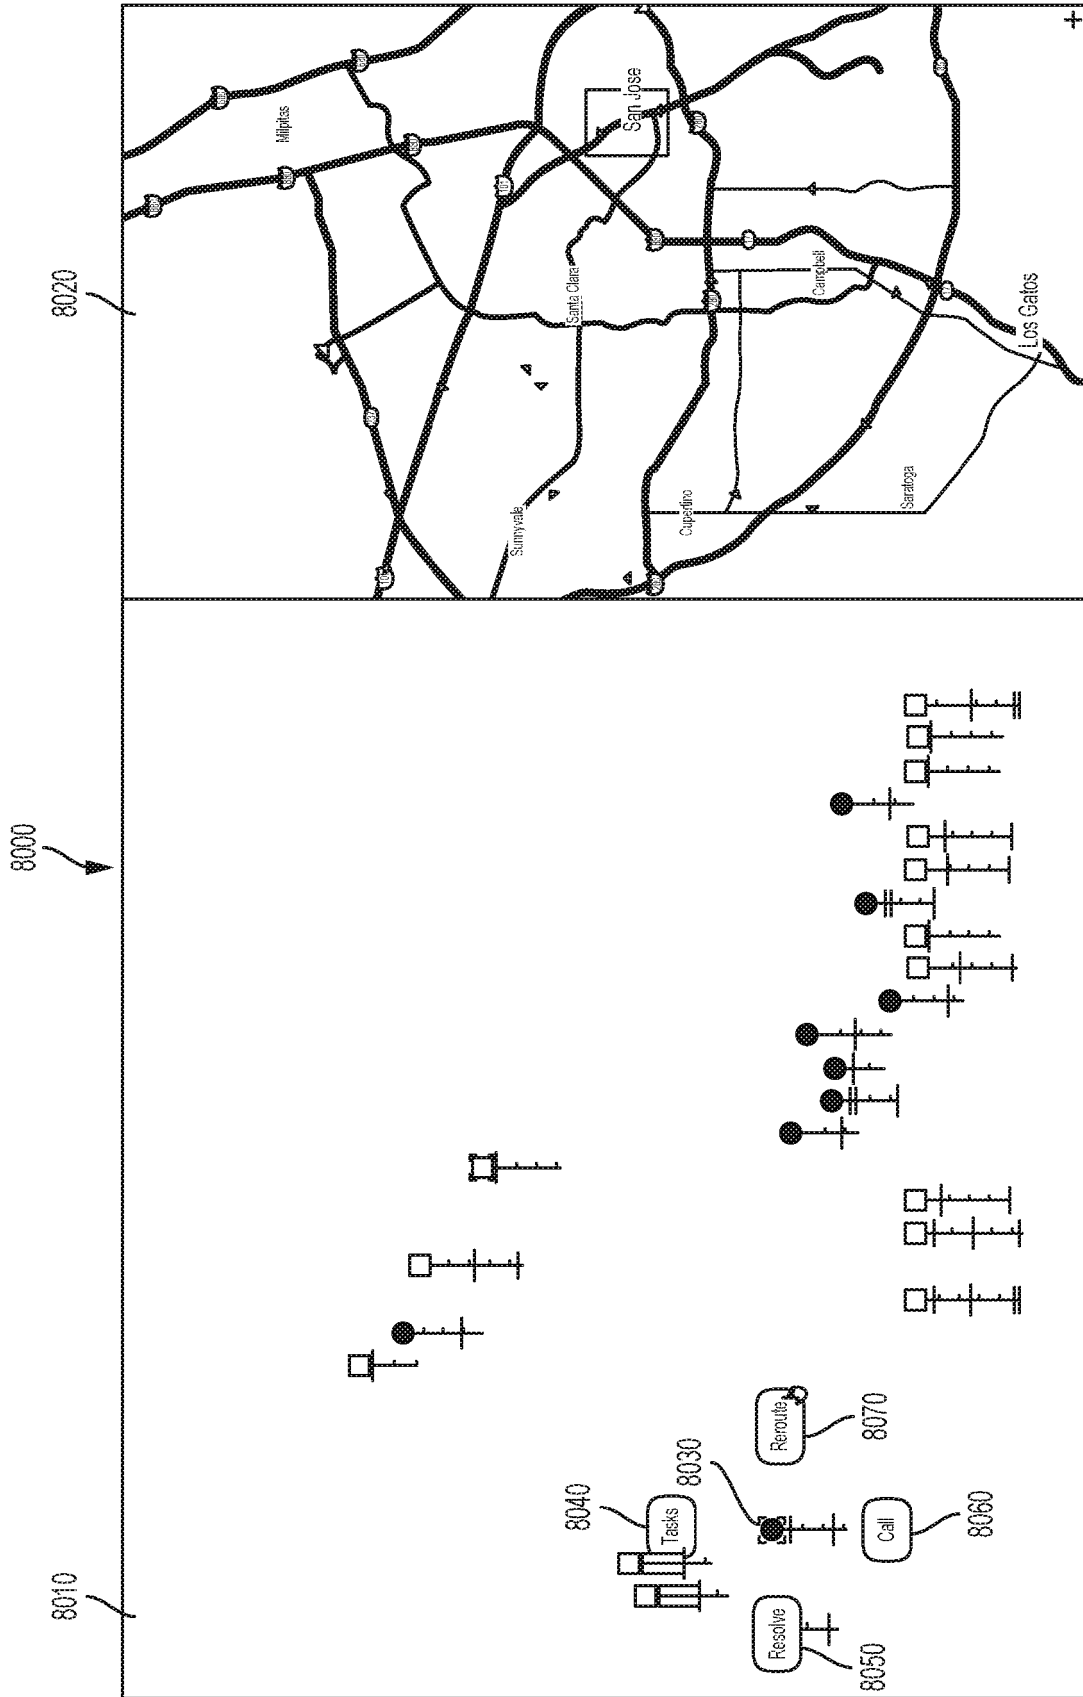 8000
8010
8020
Milpitas
San Jose
Santa Clara
Sunnyvale
Campbell
Cupertino
Saratoga
Los Gatos
101
8040
Tasks
8030
Reroute
8070
Resolve
8050
Call
8060